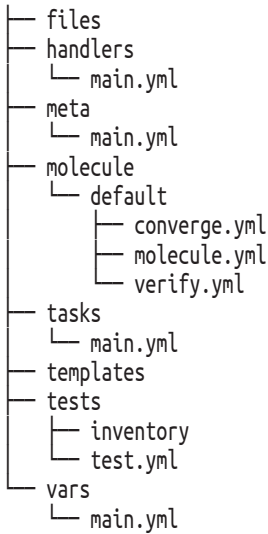 ├── files
├── handlers
│   └── main.yml
├── meta
│   └── main.yml
├── molecule
│   └── default
│       ├── converge.yml
│       ├── molecule.yml
│       └── verify.yml
├── tasks
│   └── main.yml
├── templates
├── tests
│   ├── inventory
│   └── test.yml
└── vars
    └── main.yml